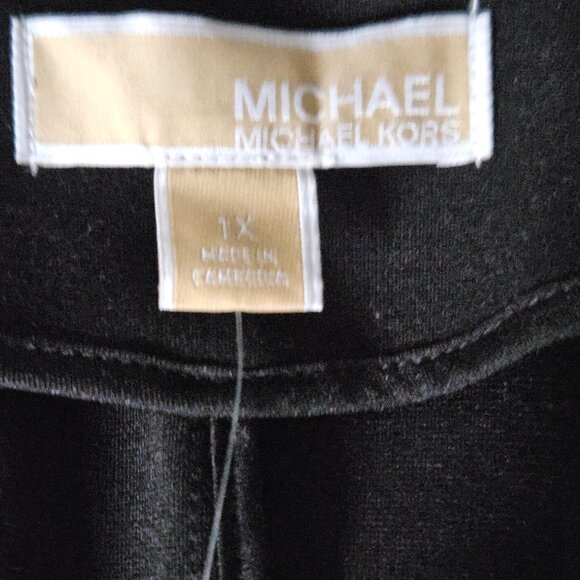 MICHAEL
MICHAEL KORS
1X
MADE IN
CAMBODIA